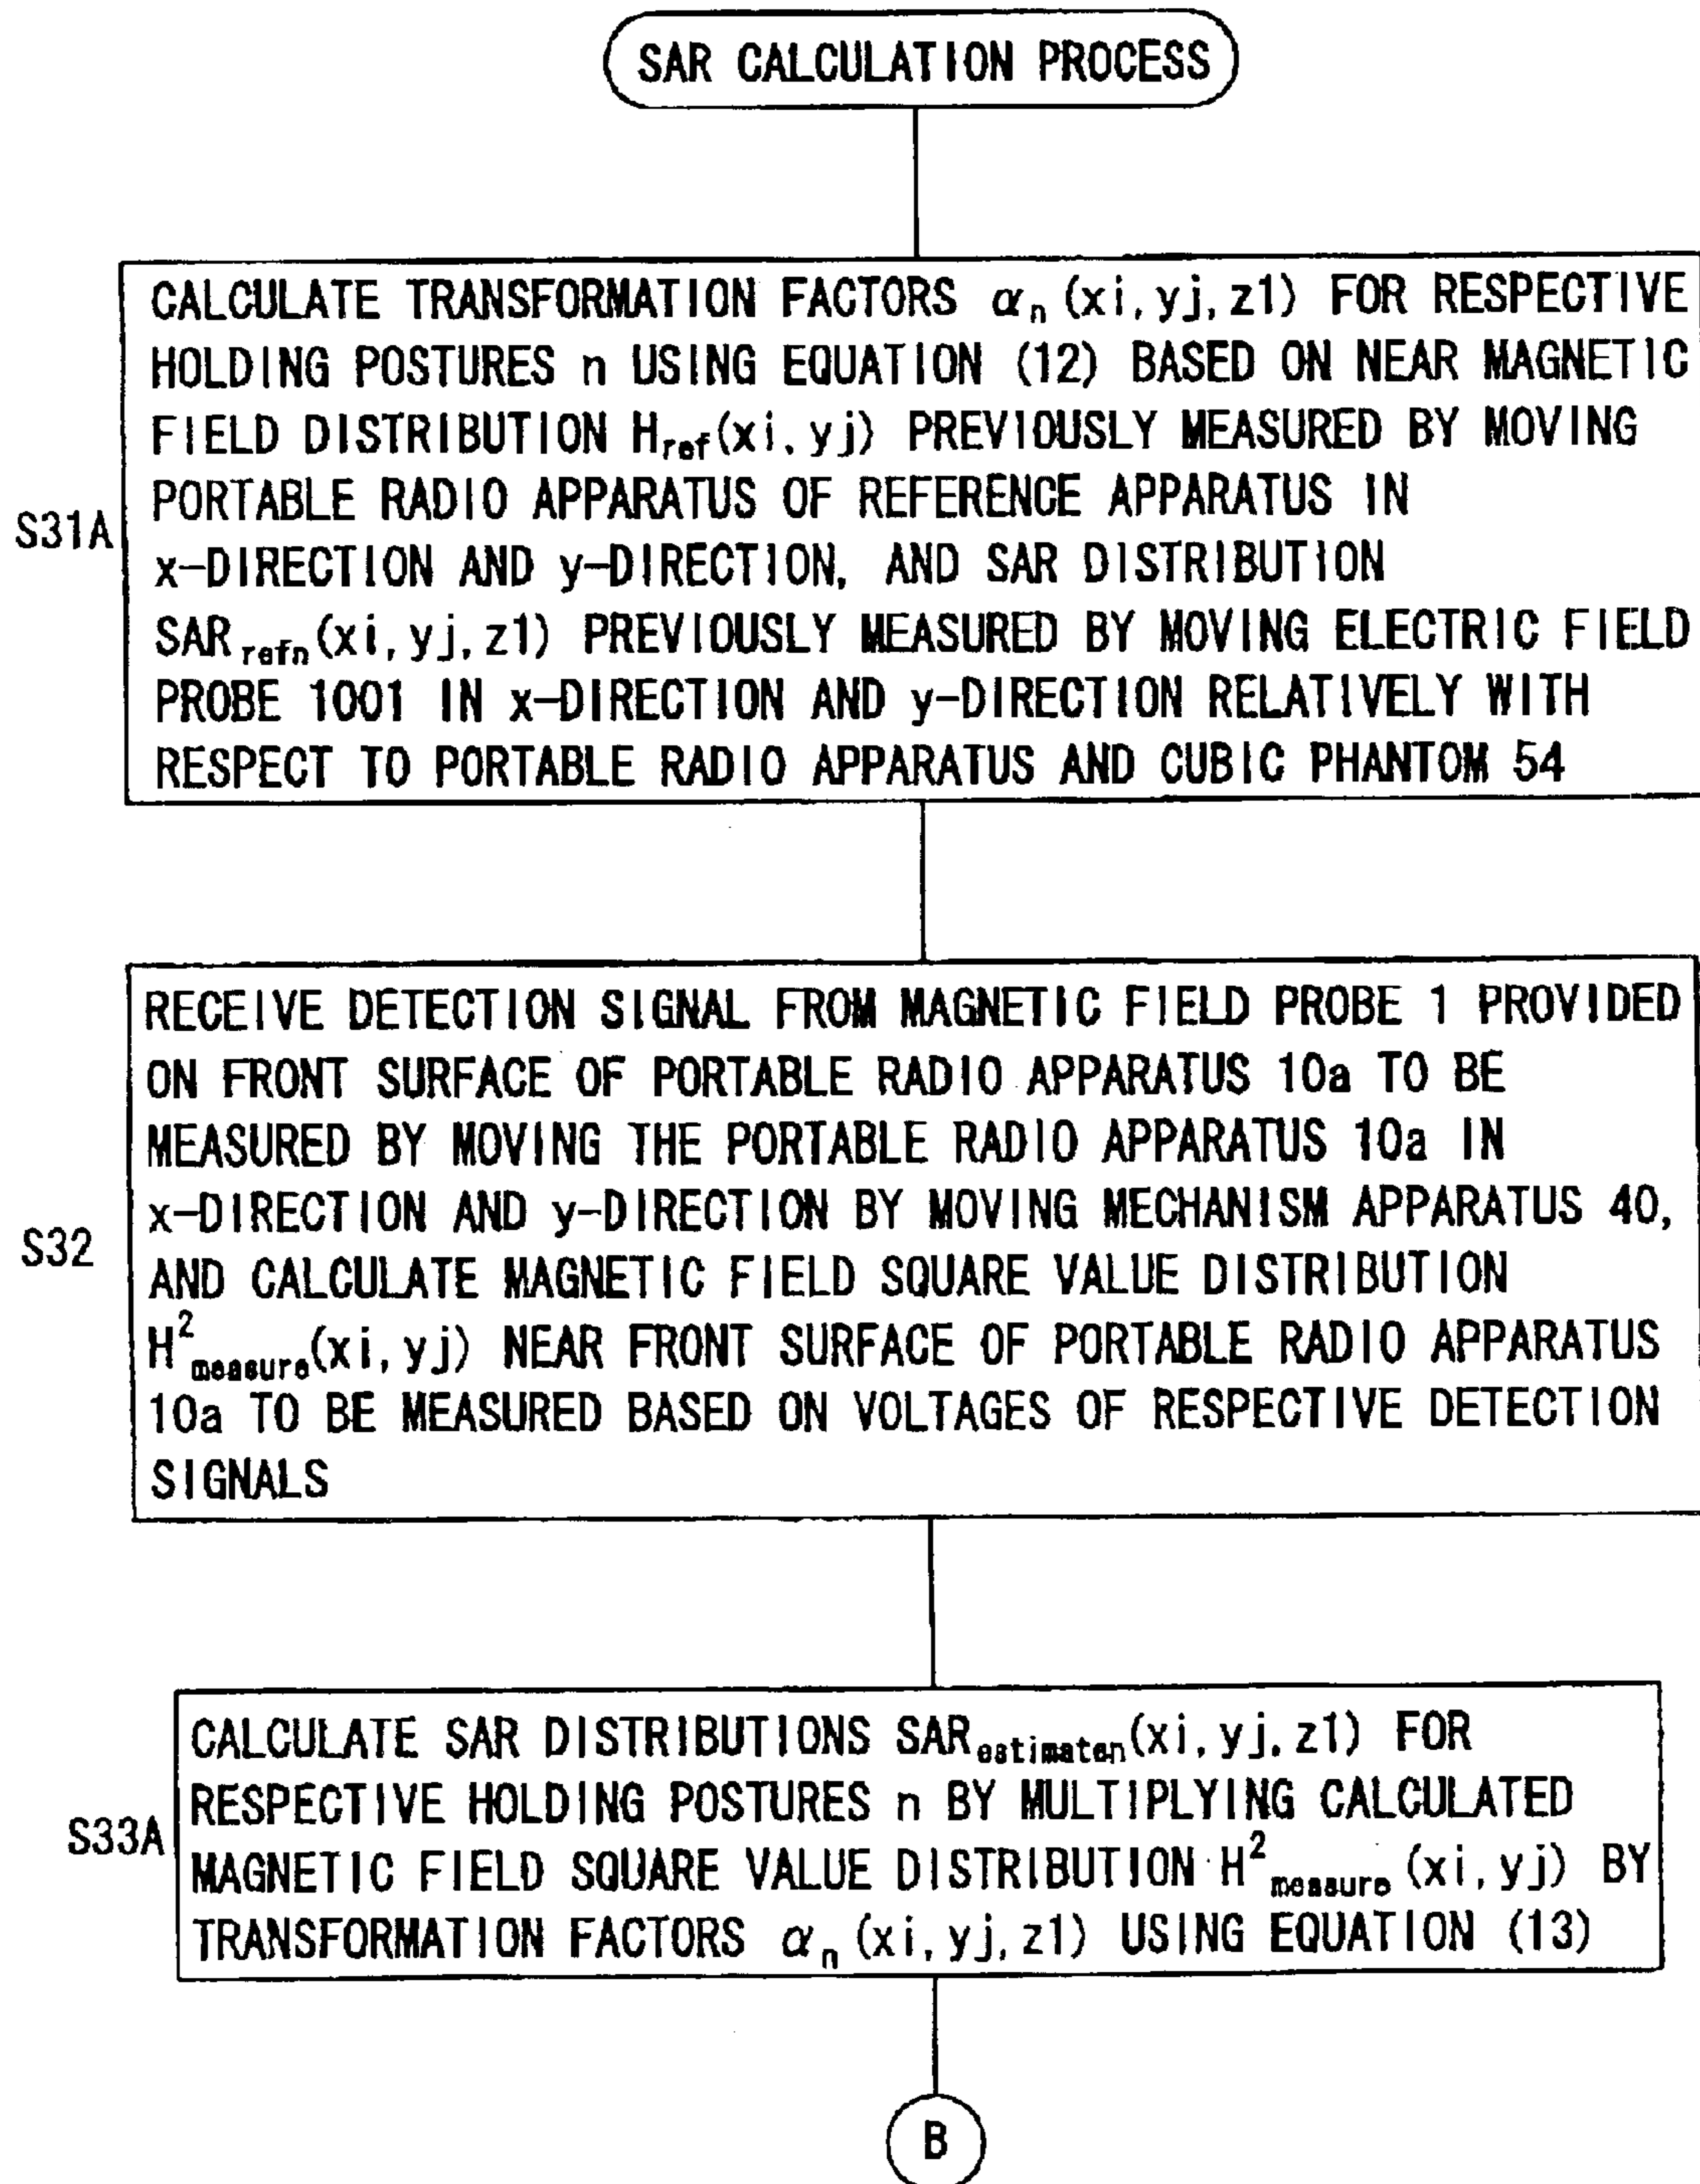 SAR CALCULATION PROCESS
S31A
CALCULATE TRANSFORMATION FACTORS αn(xi, yj, z1) FOR RESPECTIVE
HOLDING POSTURES n USING EQUATION (12) BASED ON NEAR MAGNETIC
FIELD DISTRIBUTION Href(xi, yj) PREVIOUSLY MEASURED BY MOVING
PORTABLE RADIO APPARATUS OF REFERENCE APPARATUS IN
x-DIRECTION AND y-DIRECTION, AND SAR DISTRIBUTION
SARrefn(xi, yj, z1) PREVIOUSLY MEASURED BY MOVING ELECTRIC FIELD
PROBE 1001 IN x-DIRECTION AND y-DIRECTION RELATIVELY WITH
RESPECT TO PORTABLE RADIO APPARATUS AND CUBIC PHANTOM 54
S32
RECEIVE DETECTION SIGNAL FROM MAGNETIC FIELD PROBE 1 PROVIDED
ON FRONT SURFACE OF PORTABLE RADIO APPARATUS 10a TO BE
MEASURED BY MOVING THE PORTABLE RADIO APPARATUS 10a IN
x-DIRECTION AND y-DIRECTION BY MOVING MECHANISM APPARATUS 40,
AND CALCULATE MAGNETIC FIELD SQUARE VALUE DISTRIBUTION
H²measure(xi, yj) NEAR FRONT SURFACE OF PORTABLE RADIO APPARATUS
10a TO BE MEASURED BASED ON VOLTAGES OF RESPECTIVE DETECTION
SIGNALS
S33A
CALCULATE SAR DISTRIBUTIONS SARestimaten(xi, yj, z1) FOR
RESPECTIVE HOLDING POSTURES n BY MULTIPLYING CALCULATED
MAGNETIC FIELD SQUARE VALUE DISTRIBUTION H²measure(xi, yj) BY
TRANSFORMATION FACTORS αn(xi, yj, z1) USING EQUATION (13)
B